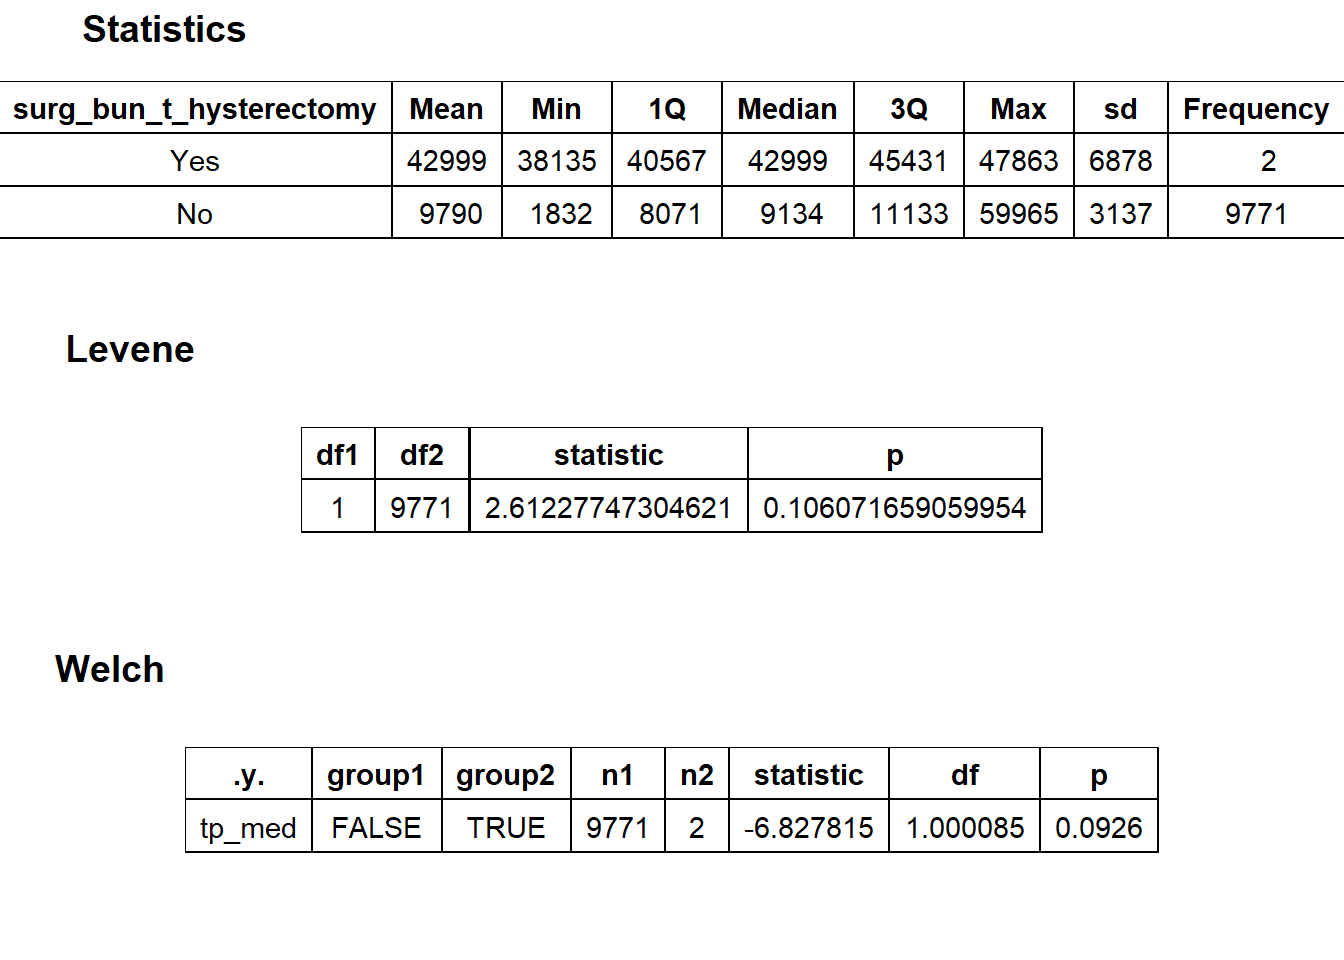 Statistics
surg_bun_t_hysterectomy Mean Min 1Q Median 3Q Max sd Frequency
Yes 42999 38135 40567 42999 45431 47863 6878 2
No 9790 1832 8071 9134 11133 59965 3137 9771
Levene
df1 df2 statistic p
1 9771 2.61227747304621 0.106071659059954
Welch
.y. group1 group2 n1 n2 statistic df p
tp_med FALSE TRUE 9771 2 -6.827815 1.000085 0.0926